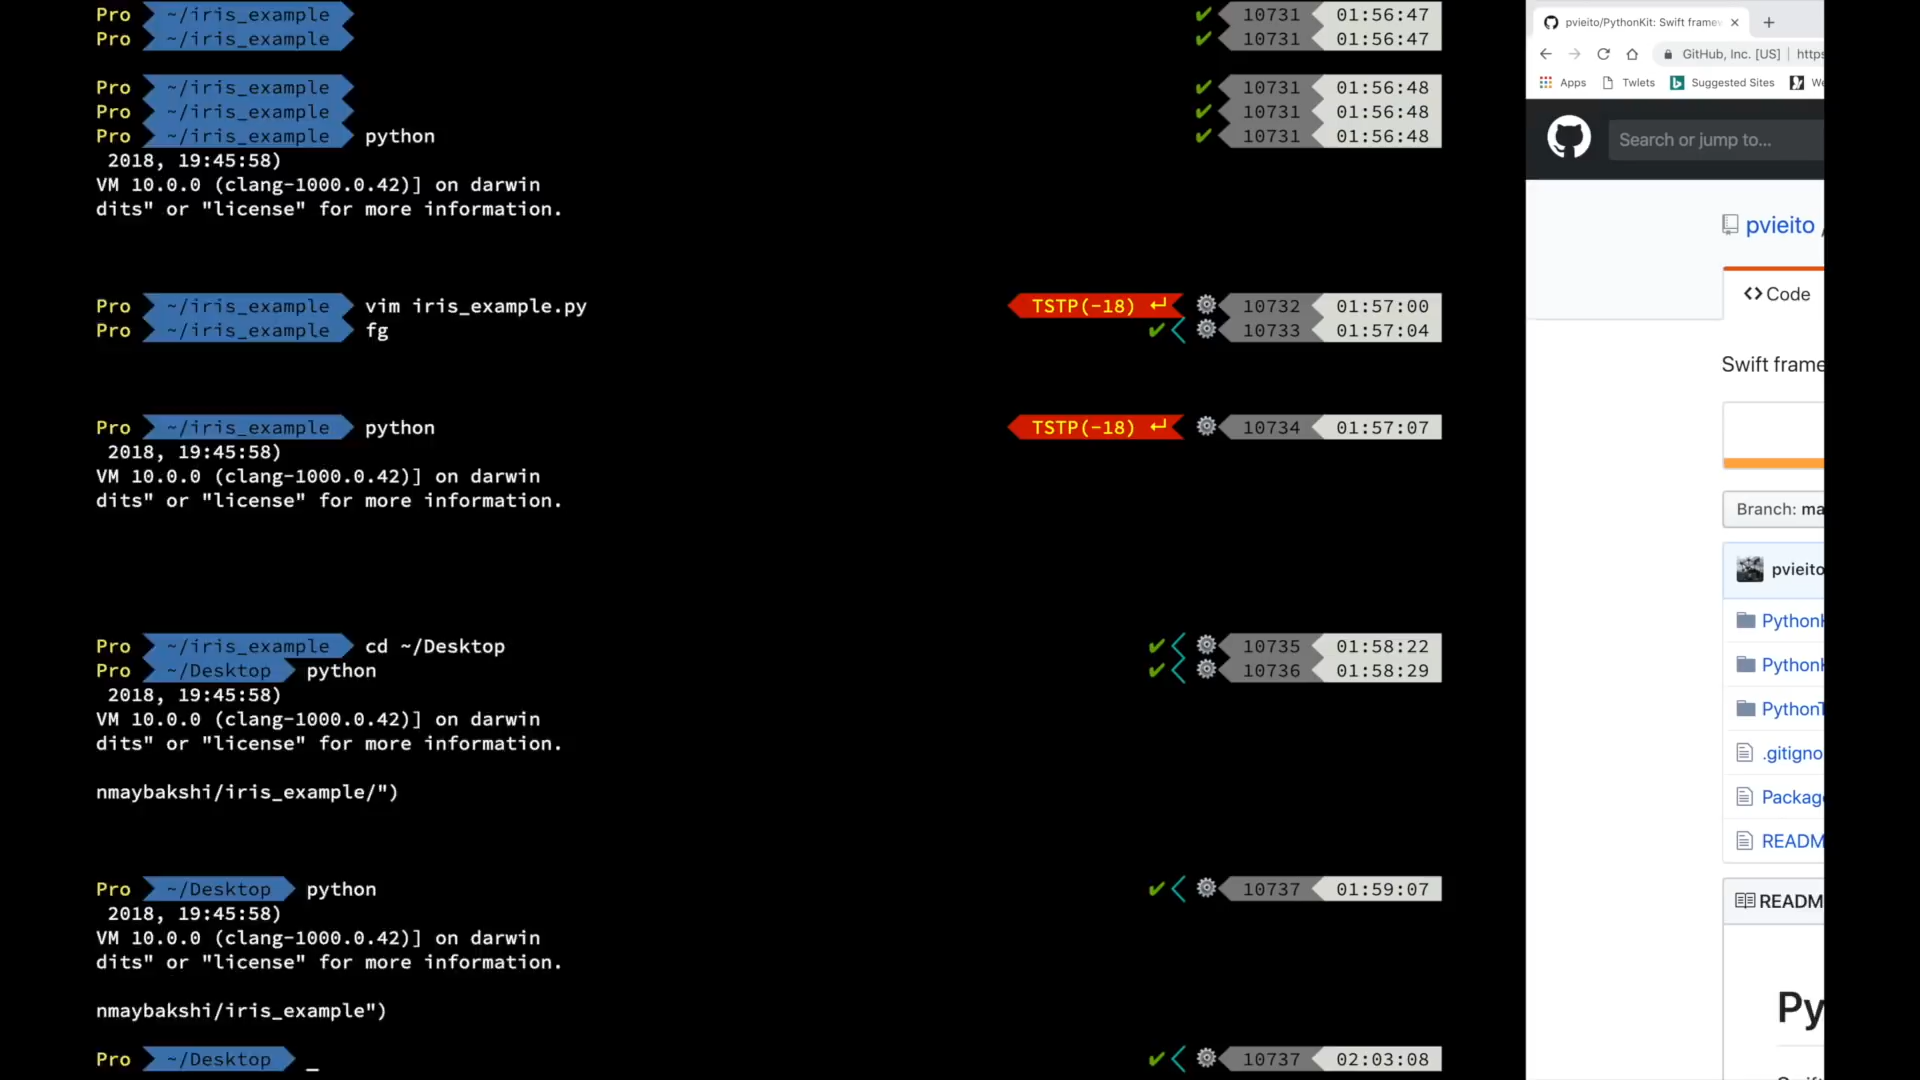 Pro ~/iris_example ✔ 10731 01:56:47
Pro ~/iris_example ✔ 10731 01:56:47
Pro ~/iris_example ✔ 10731 01:56:48
Pro ~/iris_example ✔ 10731 01:56:48
Pro ~/iris_example python ✔ 10731 01:56:48
2018, 19:45:58)
VM 10.0.0 (clang-1000.0.42)] on darwin
dits" or "license" for more information.
Pro ~/iris_example vim iris_example.py TSTP(-18) ↵ 10732 01:57:00
Pro ~/iris_example fg ✔ 10733 01:57:04
Pro ~/iris_example python TSTP(-18) ↵ 10734 01:57:07
2018, 19:45:58)
VM 10.0.0 (clang-1000.0.42)] on darwin
dits" or "license" for more information.
Pro ~/iris_example cd ~/Desktop ✔ 10735 01:58:22
Pro ~/Desktop python ✔ 10736 01:58:29
2018, 19:45:58)
VM 10.0.0 (clang-1000.0.42)] on darwin
dits" or "license" for more information.
nmaybakshi/iris_example/")
Pro ~/Desktop python ✔ 10737 01:59:07
2018, 19:45:58)
VM 10.0.0 (clang-1000.0.42)] on darwin
dits" or "license" for more information.
nmaybakshi/iris_example")
Pro ~/Desktop _ ✔ 10737 02:03:08
pvieito/PythonKit: Swift framew
GitHub, Inc. [US] | https
Apps Twlets Suggested Sites We
Search or jump to...
pvieito /
<> Code
Swift frame
Branch: ma
pvieito
Python
Python
Python
.gitigno
Packag
READM
READM
Py